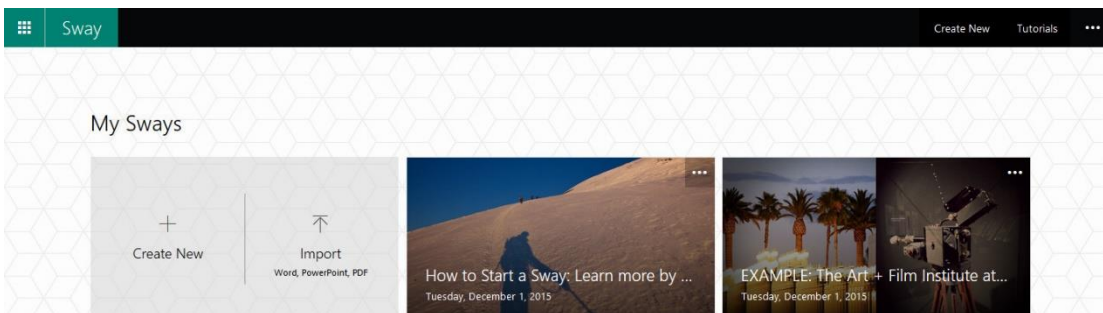 Sway
Create New
Tutorials
My Sways
Create New
Import
Word, PowerPoint, PDF
How to Start a Sway: Learn more by ...
Tuesday, December 1, 2015
EXAMPLE: The Art + Film Institute at...
Tuesday, December 1, 2015